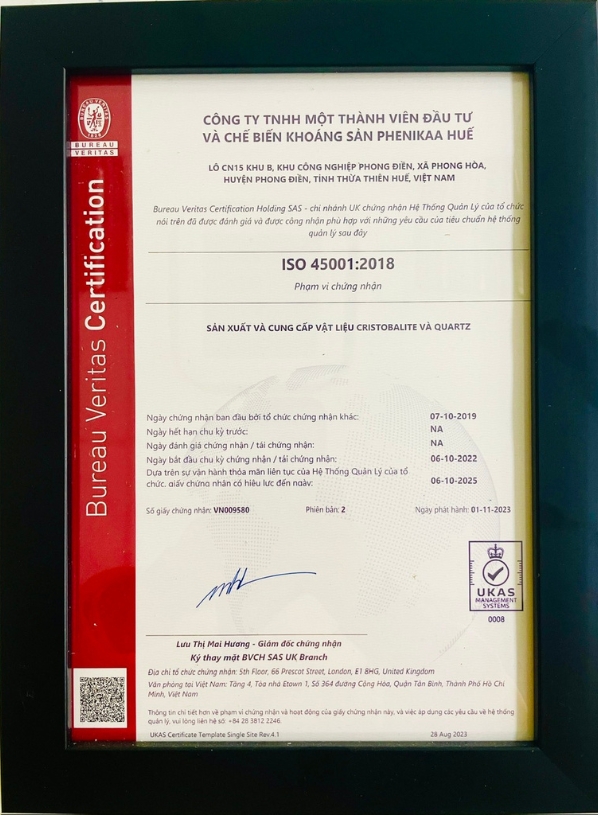 BUREAU
VERITAS
Bureau Veritas Certification
CÔNG TY TNHH MỘT THÀNH VIÊN ĐẦU TƯ
VÀ CHẾ BIẾN KHOÁNG SẢN PHENIKAA HUẾ
LÔ CN15 KHU B, KHU CÔNG NGHIỆP PHONG ĐIỀN, XÃ PHONG HÒA,
HUYỆN PHONG ĐIỀN, TỈNH THỪA THIÊN HUẾ, VIỆT NAM
Bureau Veritas Certification Holding SAS - chi nhánh UK chứng nhận Hệ Thống Quản Lý của tổ chức
nói trên đã được đánh giá và được công nhận phù hợp với những yêu cầu của tiêu chuẩn hệ thống
quản lý sau đây
ISO 45001:2018
Phạm vi chứng nhận
SẢN XUẤT VÀ CUNG CẤP VẬT LIỆU CRISTOBALITE VÀ QUARTZ
Ngày chứng nhận ban đầu bởi tổ chức chứng nhận khác: 07-10-2019
Ngày hết hạn chu kỳ trước: NA
Ngày đánh giá chứng nhận / tái chứng nhận: NA
Ngày bắt đầu chu kỳ chứng nhận / tái chứng nhận: 06-10-2022
Dựa trên sự vận hành thỏa mãn liên tục của Hệ Thống Quản Lý của tổ
chức, giấy chứng nhận có hiệu lực đến ngày: 06-10-2025
Số giấy chứng nhận: VN009580 Phiên bản: 2 Ngày phát hành: 01-11-2023
UKAS
MANAGEMENT
SYSTEMS
0008
Lưu Thị Mai Hương - Giám đốc chứng nhận
Ký thay mặt BVCH SAS UK Branch
Địa chỉ tổ chức chứng nhận: 5th Floor, 66 Prescot Street, London, E1 8HG, United Kingdom
Văn phòng tại Việt Nam: Tầng 4, Tòa nhà Etown 1, Số 364 đường Cộng Hòa, Quận Tân Bình, Thành Phố Hồ Chí
Minh, Việt Nam
Thông tin chi tiết hơn về phạm vi chứng nhận và hoạt động của giấy chứng nhận này, và việc áp dụng các yêu cầu về hệ thống
quản lý, vui lòng liên hệ số: +84 28 3812 2246.
UKAS Certificate Template Single Site Rev.4.1 28 Aug 2023